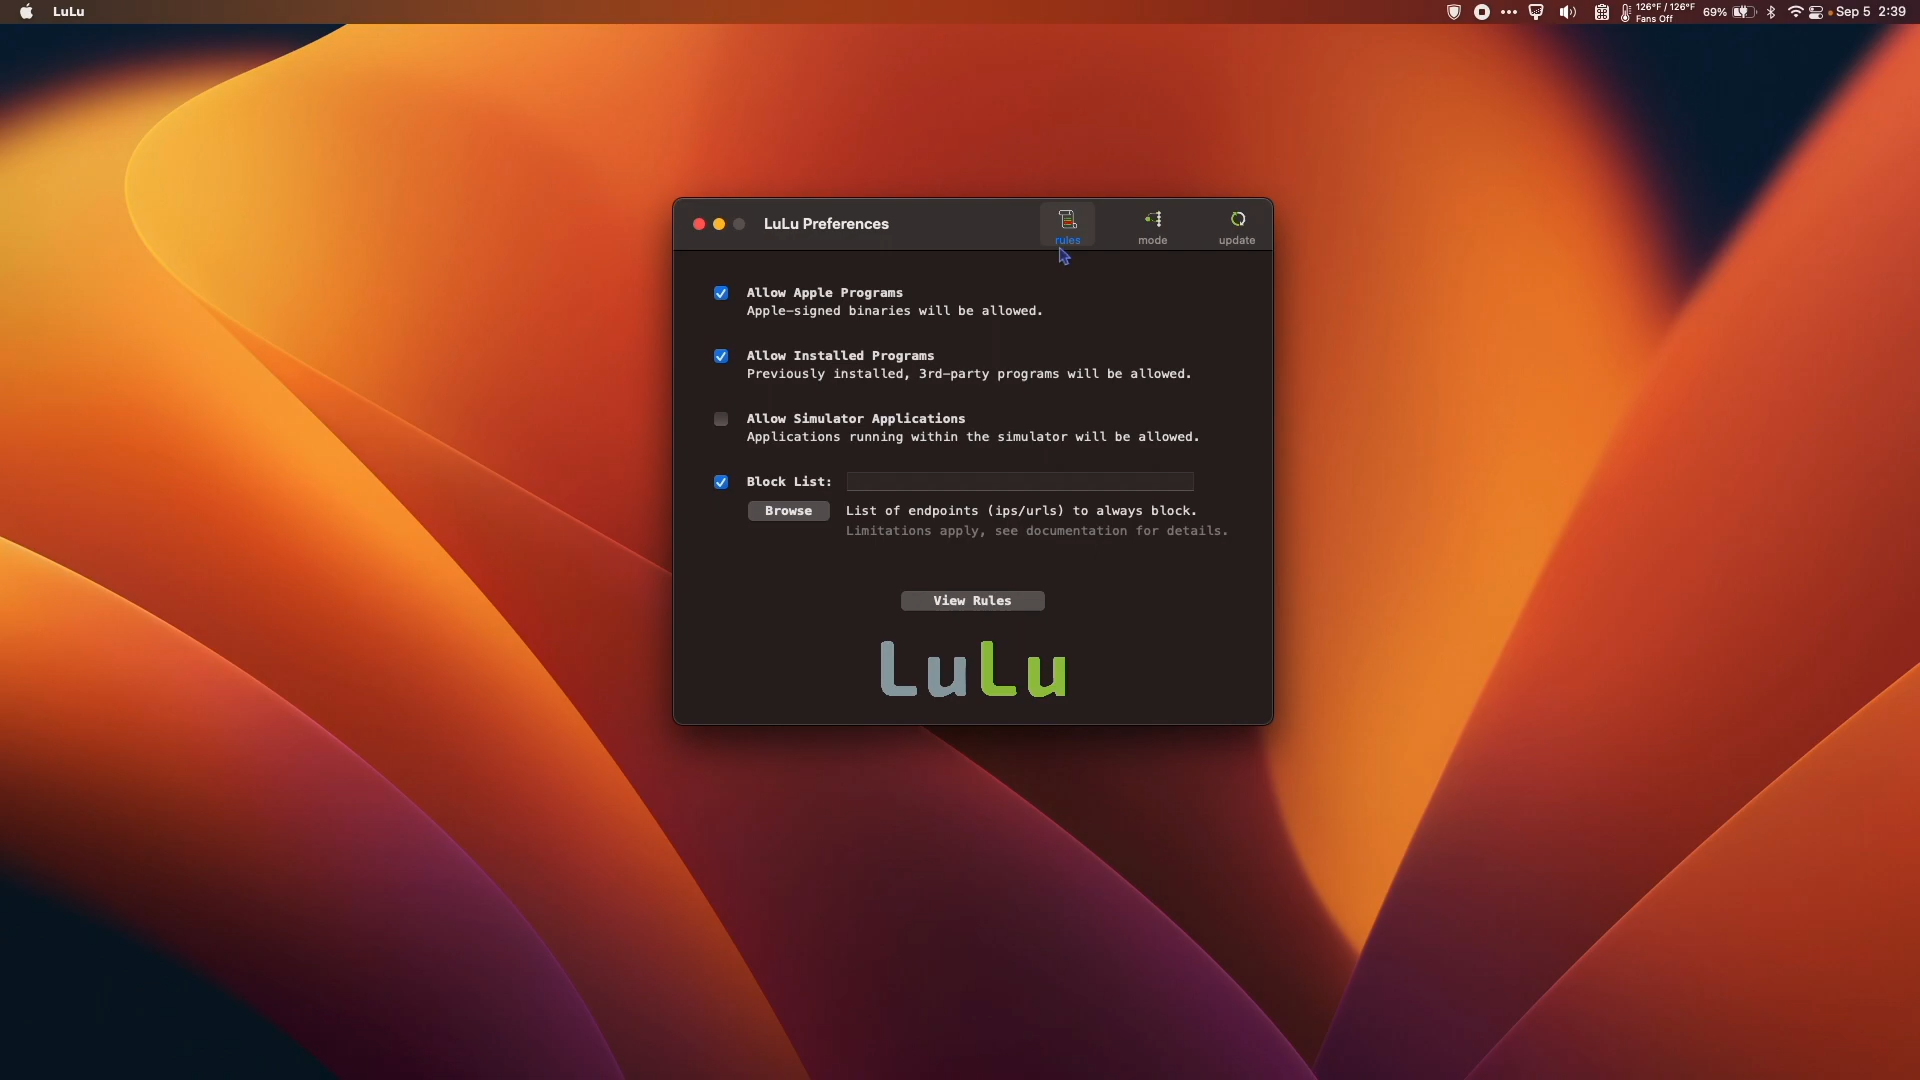 LuLu
126°F / 126°F
Fans Off
69%
Sep 5 2:39
LuLu Preferences
rules
mode
update
Allow Apple Programs
Apple-signed binaries will be allowed.
Allow Installed Programs
Previously installed, 3rd-party programs will be allowed.
Allow Simulator Applications
Applications running within the simulator will be allowed.
Block List:
Browse
List of endpoints (ips/urls) to always block.
Limitations apply, see documentation for details.
View Rules
LuLu